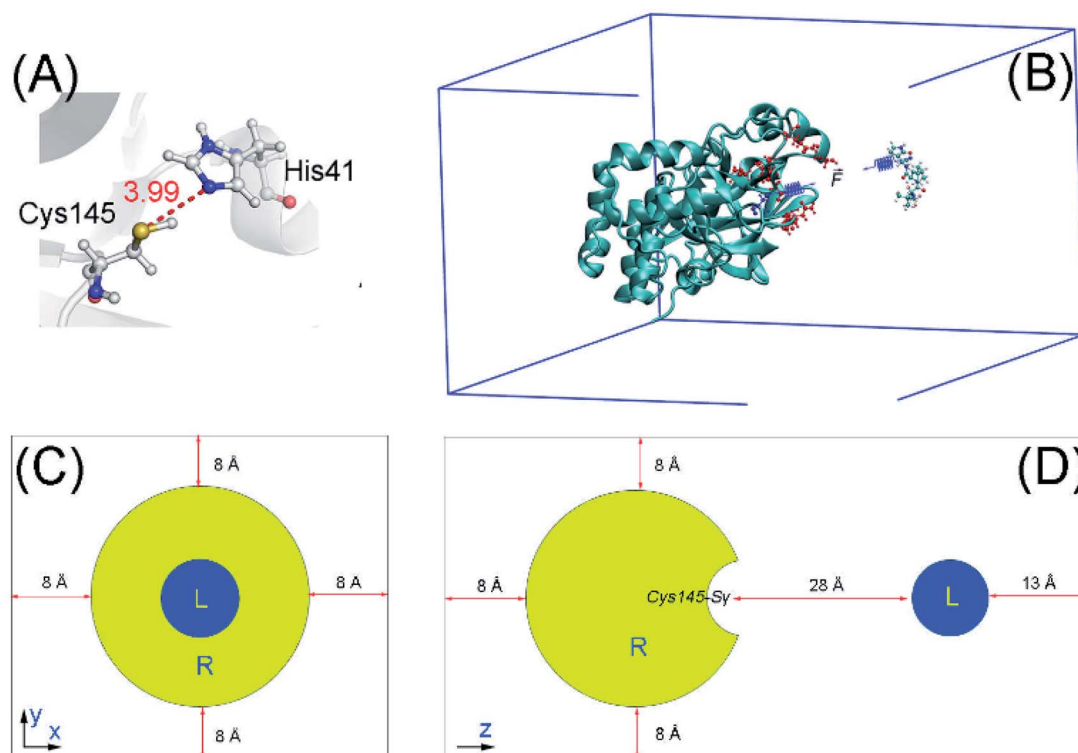 (A)
His41
3.99
Cys145
(B)
F
(C)
8 Å
8 Å
8 A
L
R
8 Å
y
x
(D)
8 Å
8 Å
Cys145-Sγ
28 Å
L
13 Å
R
8 Å
z